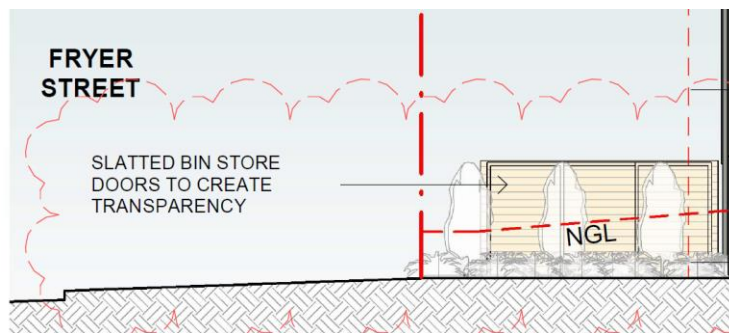 FRYER
STREET
SLATTED BIN STORE
DOORS TO CREATE
TRANSPARENCY
NGL